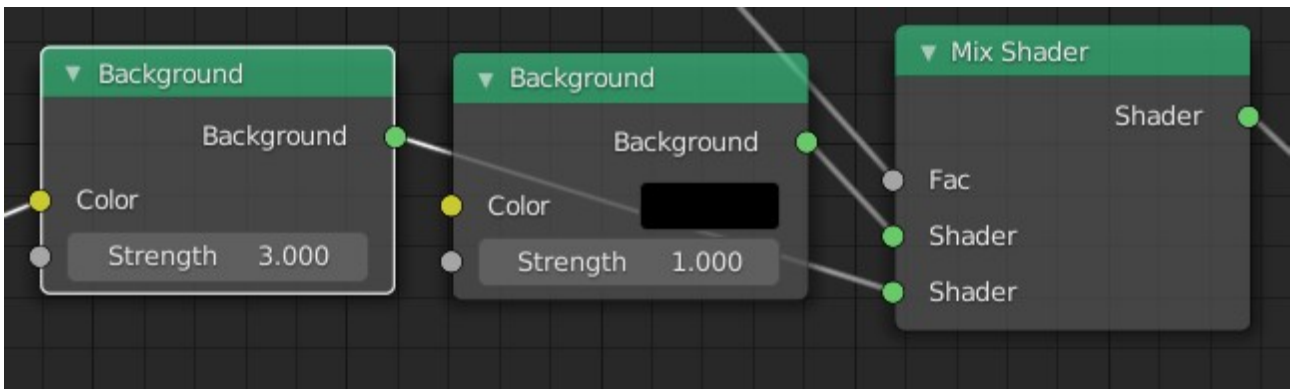 Background
Background
Color
Strength 3.000
Background
Background
Color
Strength 1.000
Mix Shader
Shader
Fac
Shader
Shader